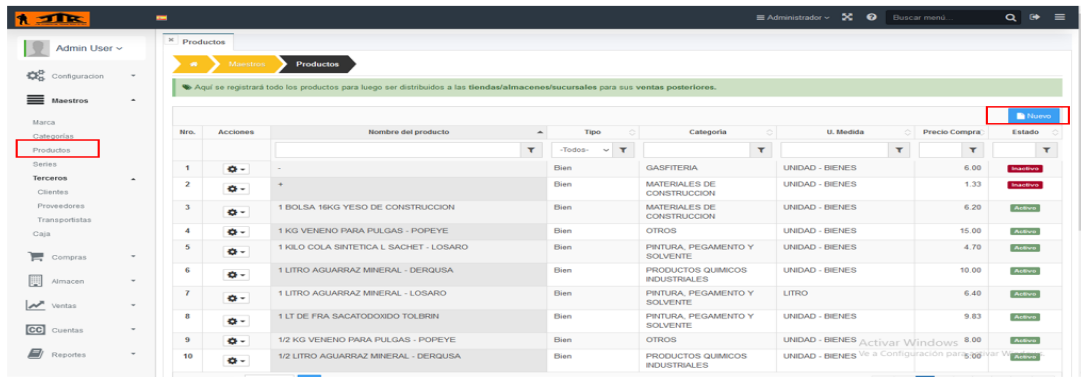 JIR
Administrador
Buscar menú...
Admin User
Configuracion
Maestros
Marca
Categorías
Productos
Series
Terceros
Clientes
Proveedores
Transportistas
Caja
Compras
Almacen
Ventas
Cuentas
Reportes
× Productos
Maestros Productos
Aquí se registrará todo los productos para luego ser distribuidos a las tiendas/almacenes/sucursales para sus ventas posteriores.
Nuevo
Nro. Acciones Nombre del producto Tipo Categoria U. Medida Precio Compra Estado
-Todos-
1 - Bien GASFITERIA UNIDAD - BIENES 6.00 Inactivo
2 + Bien MATERIALES DE CONSTRUCCION UNIDAD - BIENES 1.33 Inactivo
3 1 BOLSA 16KG YESO DE CONSTRUCCION Bien MATERIALES DE CONSTRUCCION UNIDAD - BIENES 6.20 Activo
4 1 KG VENENO PARA PULGAS - POPEYE Bien OTROS UNIDAD - BIENES 15.00 Activo
5 1 KILO COLA SINTETICA L SACHET - LOSARO Bien PINTURA, PEGAMENTO Y SOLVENTE UNIDAD - BIENES 4.70 Activo
6 1 LITRO AGUARRAZ MINERAL - DERQUSA Bien PRODUCTOS QUIMICOS INDUSTRIALES UNIDAD - BIENES 10.00 Activo
7 1 LITRO AGUARRAZ MINERAL - LOSARO Bien PINTURA, PEGAMENTO Y SOLVENTE LITRO 6.40 Activo
8 1 LT DE FRA SACATODOXIDO TOLBRIN Bien PINTURA, PEGAMENTO Y SOLVENTE UNIDAD - BIENES 9.83 Activo
9 1/2 KG VENENO PARA PULGAS - POPEYE Bien OTROS UNIDAD - BIENES 8.00 Activo
10 1/2 LITRO AGUARRAZ MINERAL - DERQUSA Bien PRODUCTOS QUIMICOS INDUSTRIALES UNIDAD - BIENES 5.00 Activo
Activar Windows
Ve a Configuración para activar Windows.